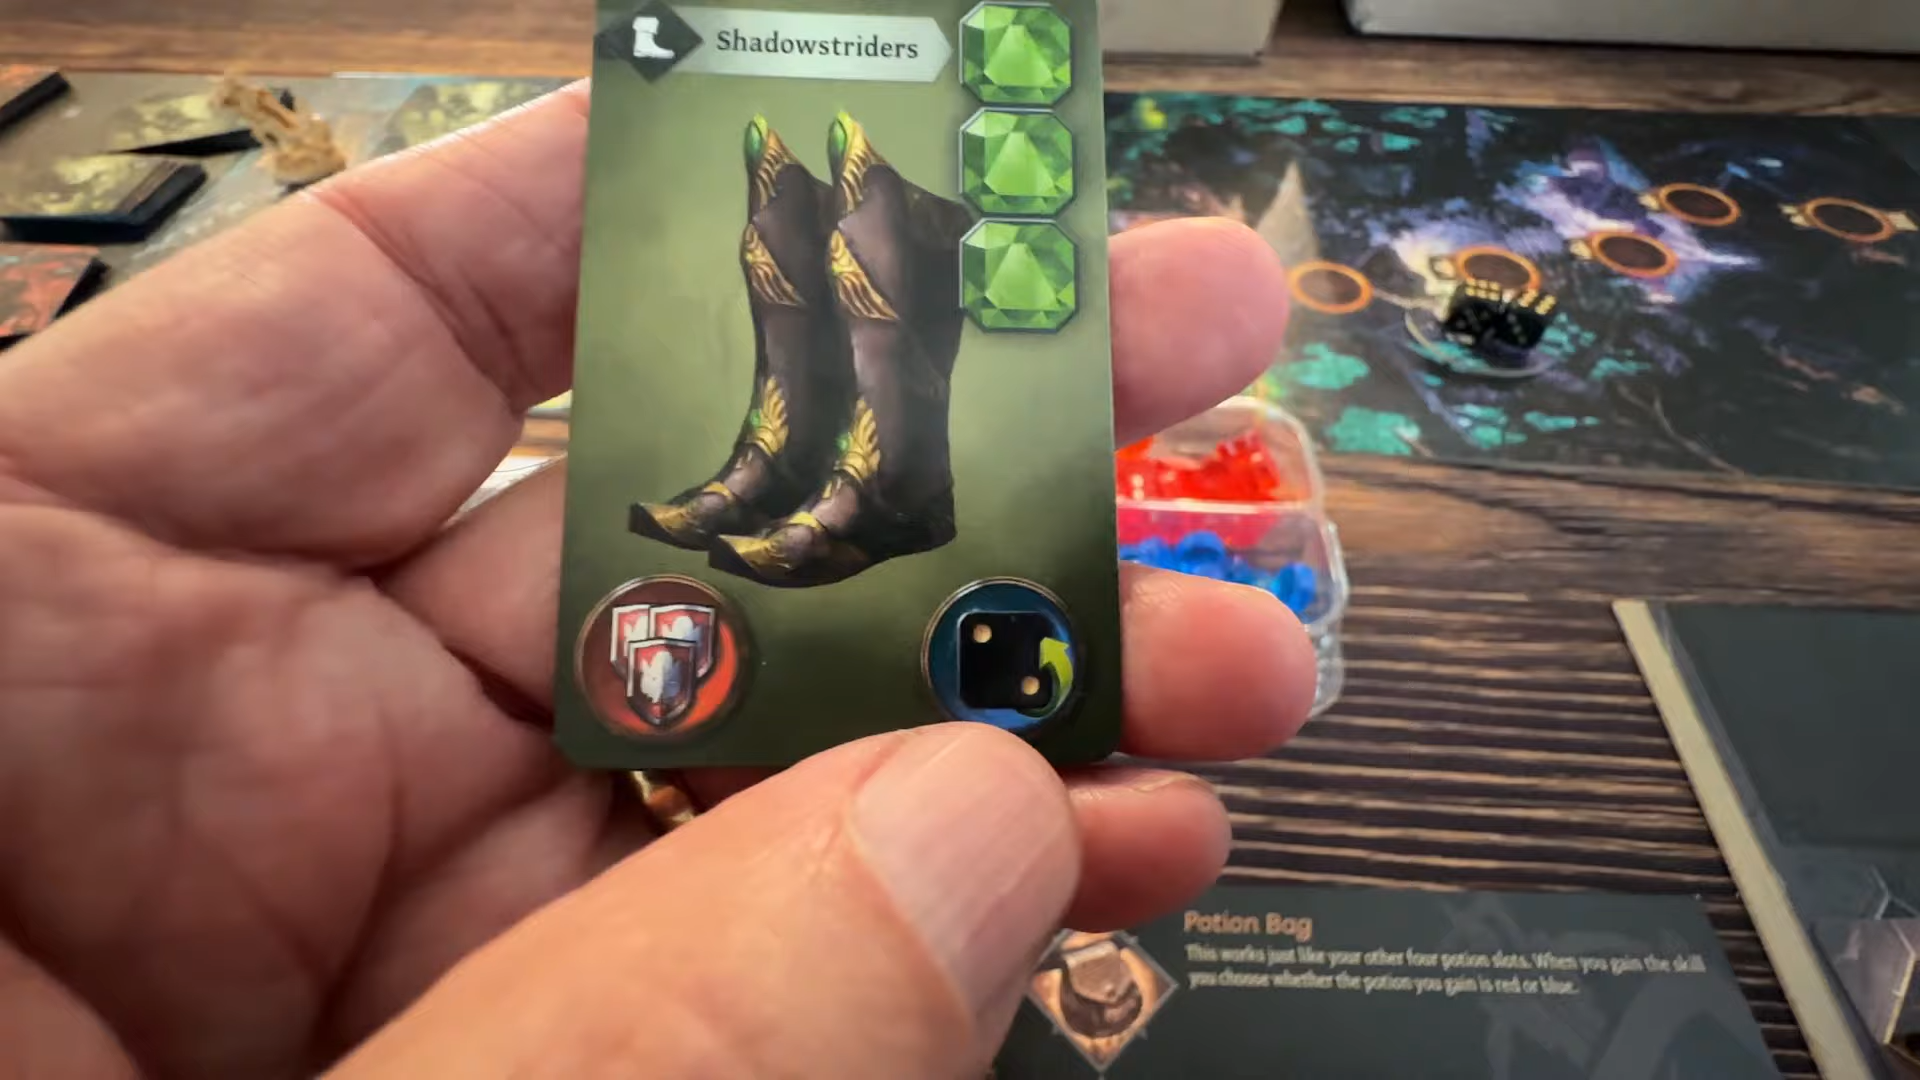 Shadowstriders
Potion Bag
This works just like your other four potion slots. When you gain the skill
you choose whether the potion you gain is red or blue.